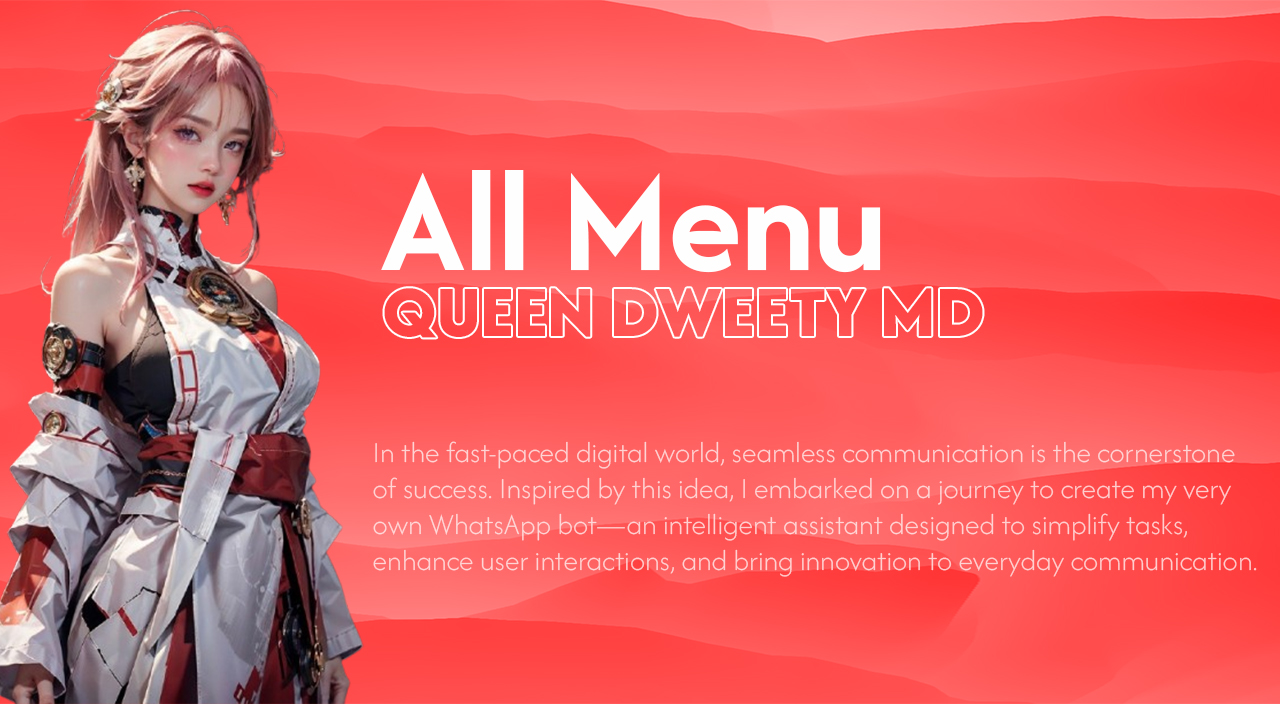 All Menu
QUEEN DWEETY MD
In the fast-paced digital world, seamless communication is the cornerstone
of success. Inspired by this idea, I embarked on a journey to create my very
own WhatsApp bot—an intelligent assistant designed to simplify tasks,
enhance user interactions, and bring innovation to everyday communication.